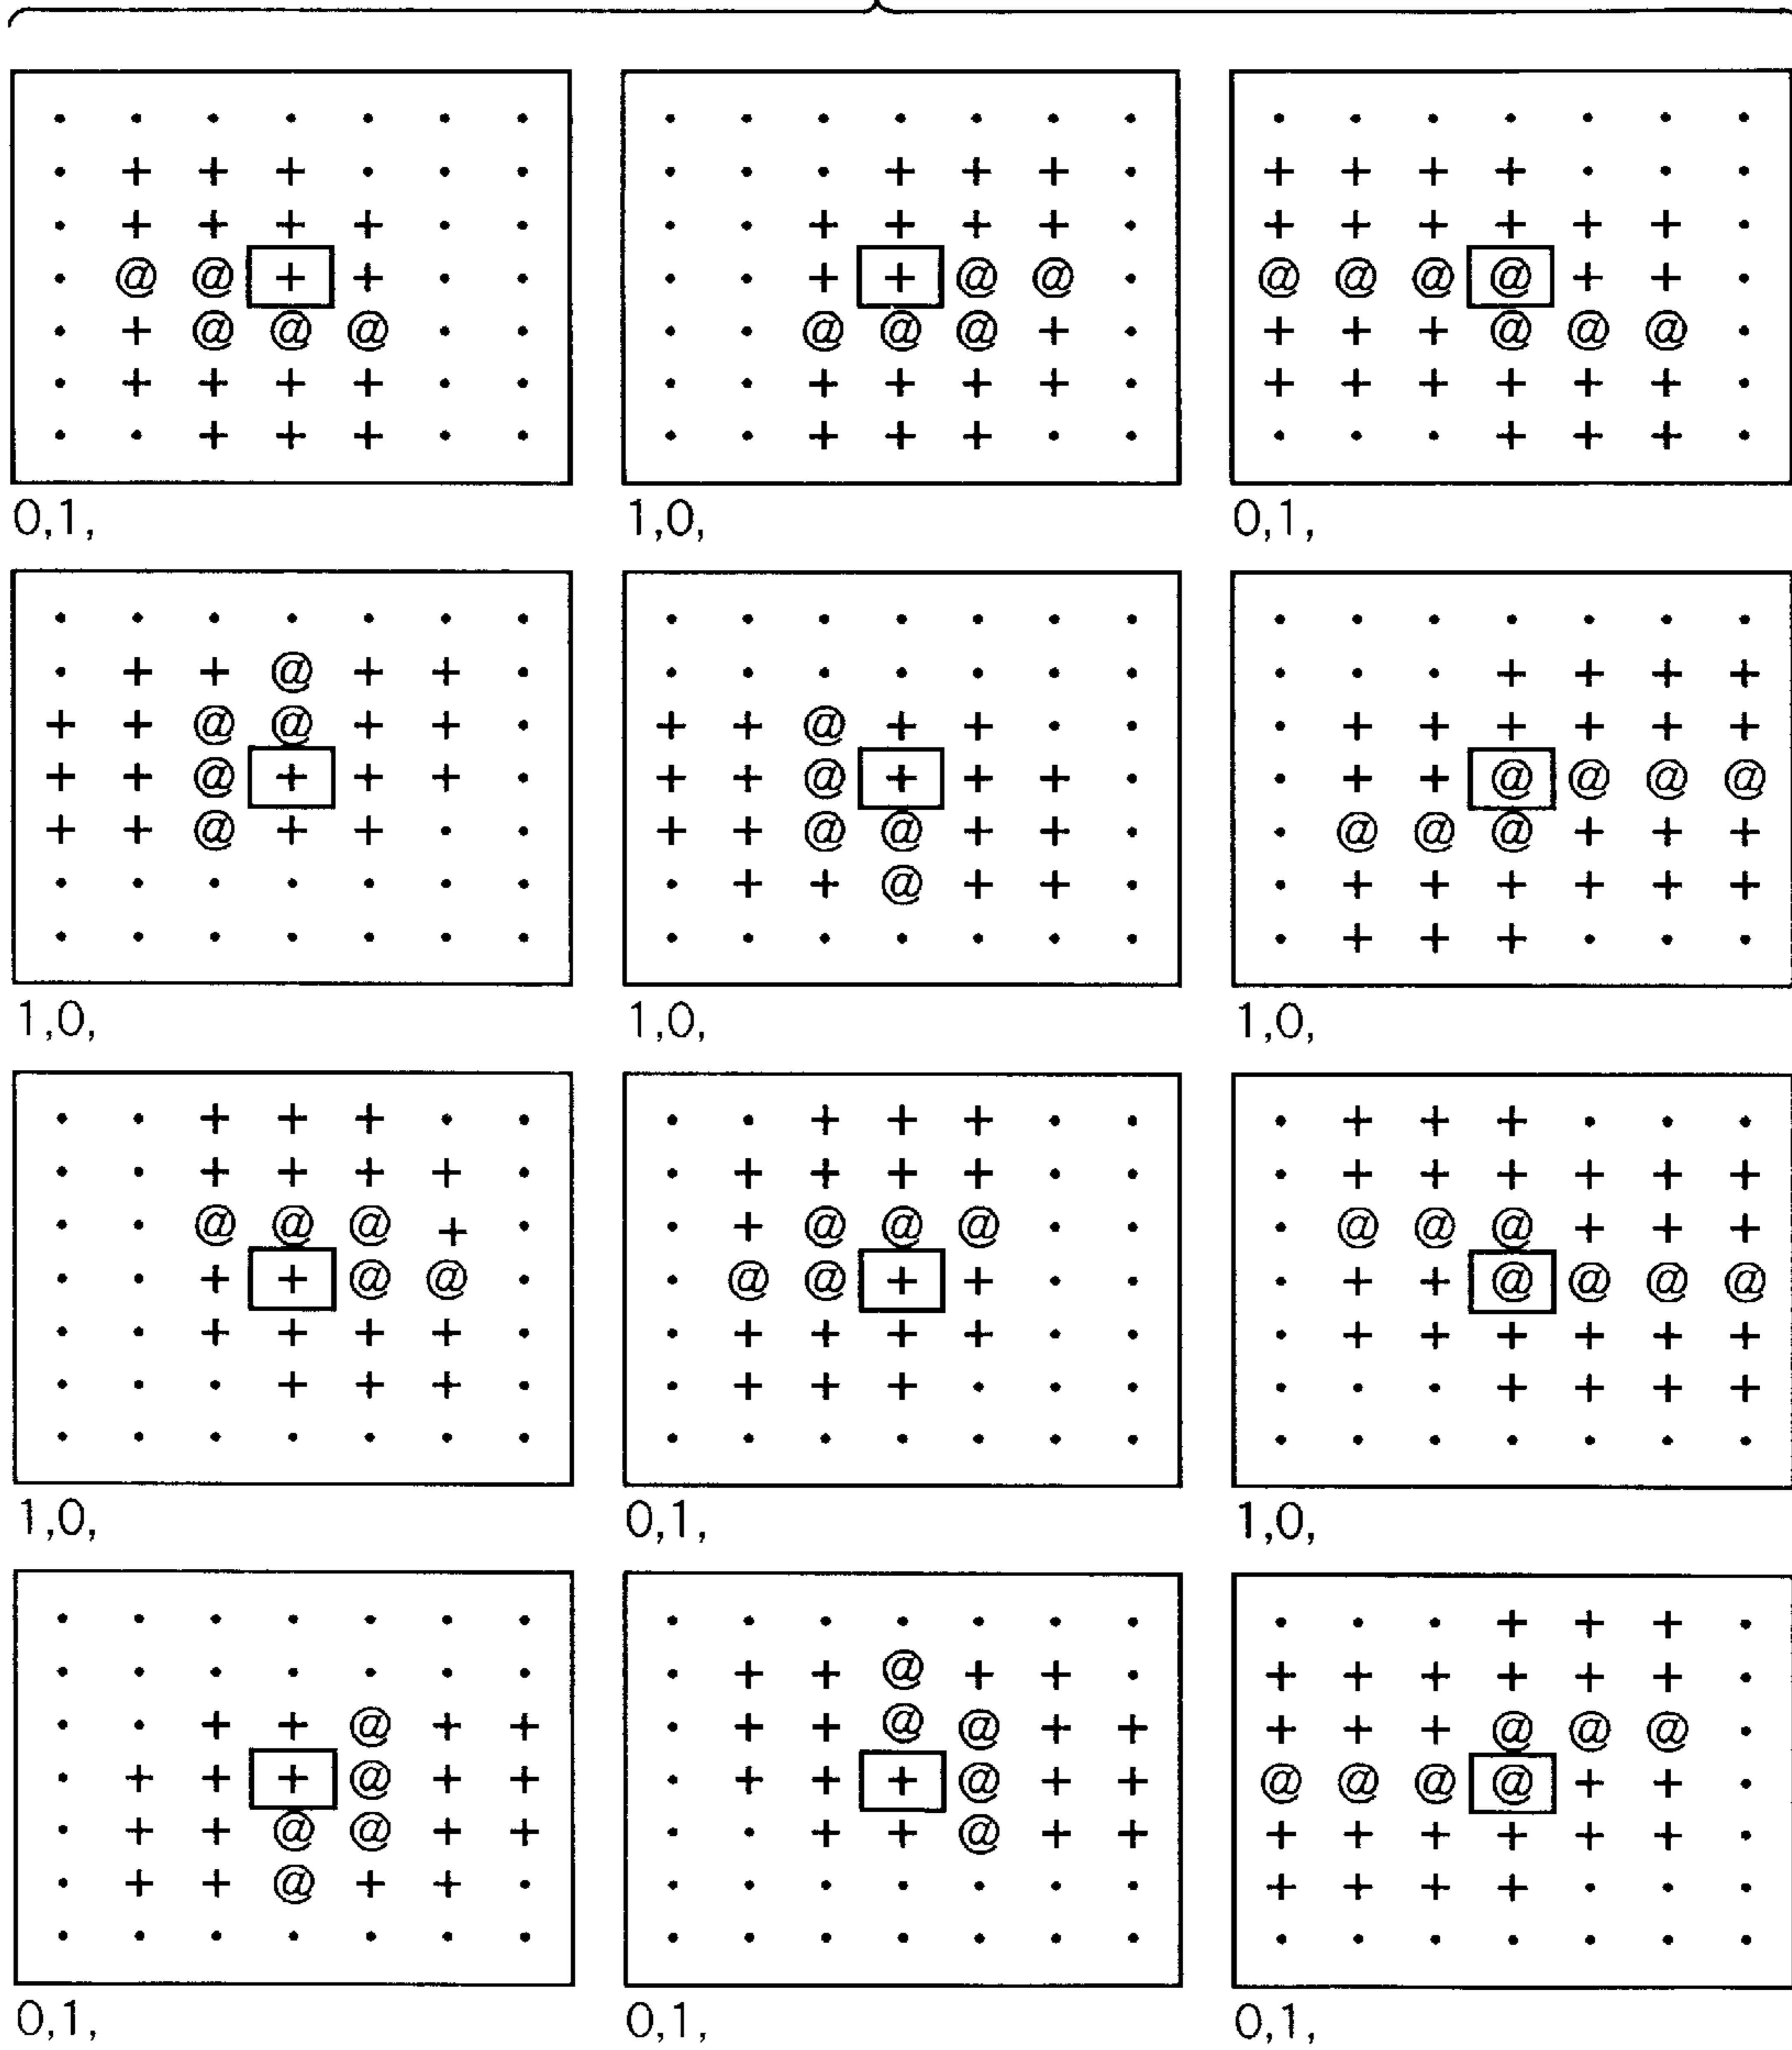 . . . . . . .   . . . . . . .   . . . . . . .
. + + + . . .   . . . + + + .   + + + + . . .
. + + + + . .   . . + + + + .   + + + + + + .
. @ @ + + . .   . . + + @ @ .   @ @ @ @ + + .
. + @ @ @ . .   . . @ @ @ + .   + + + @ @ @ .
. + + + + . .   . . + + + + .   + + + + + + .
. . + + + . .   . . + + + . .   . . . + + + .
0,1,   1,0,   0,1,
. . . . . . .   . . . . . . .   . . . . . . .
. + + @ + + .   . . . . . . .   . . . + + + +
+ + @ @ + + .   + + @ + + . .   . + + + + + +
+ + @ + + + .   + + @ + + + .   . + + @ @ @ @
+ + @ + + . .   + + @ @ + + .   . @ @ @ + + +
. . . . . . .   . + + @ + + .   . + + + + + +
. . . . . . .   . . . . . . .   . + + + . . .
1,0,   1,0,   1,0,
. . + + + . .   . . + + + . .   . + + + . . .
. . + + + + .   . + + + + . .   . + + + + + +
. . @ @ @ + .   . + @ @ @ . .   . @ @ @ + + +
. . + + @ @ .   . @ @ + + . .   . + + @ @ @ @
. . + + + + .   . + + + + . .   . + + + + + +
. . . + + + .   . + + + . . .   . . . + + + +
. . . . . . .   . . . . . . .   . . . . . . .
1,0,   0,1,   1,0,
. . . . . . .   . . . . . . .   . . . + + + .
. . . . . . .   . + + @ + + .   + + + + + + .
. . + + @ + +   . + + @ @ + +   + + + @ @ @ .
. + + + @ + +   . + + + @ + +   @ @ @ @ + + .
. + + @ @ + +   . . + + @ + +   + + + + + + .
. + + @ + + .   . . . . . . .   + + + + . . .
. . . . . . .   . . . . . . .   . . . . . . .
0,1,   0,1,   0,1,